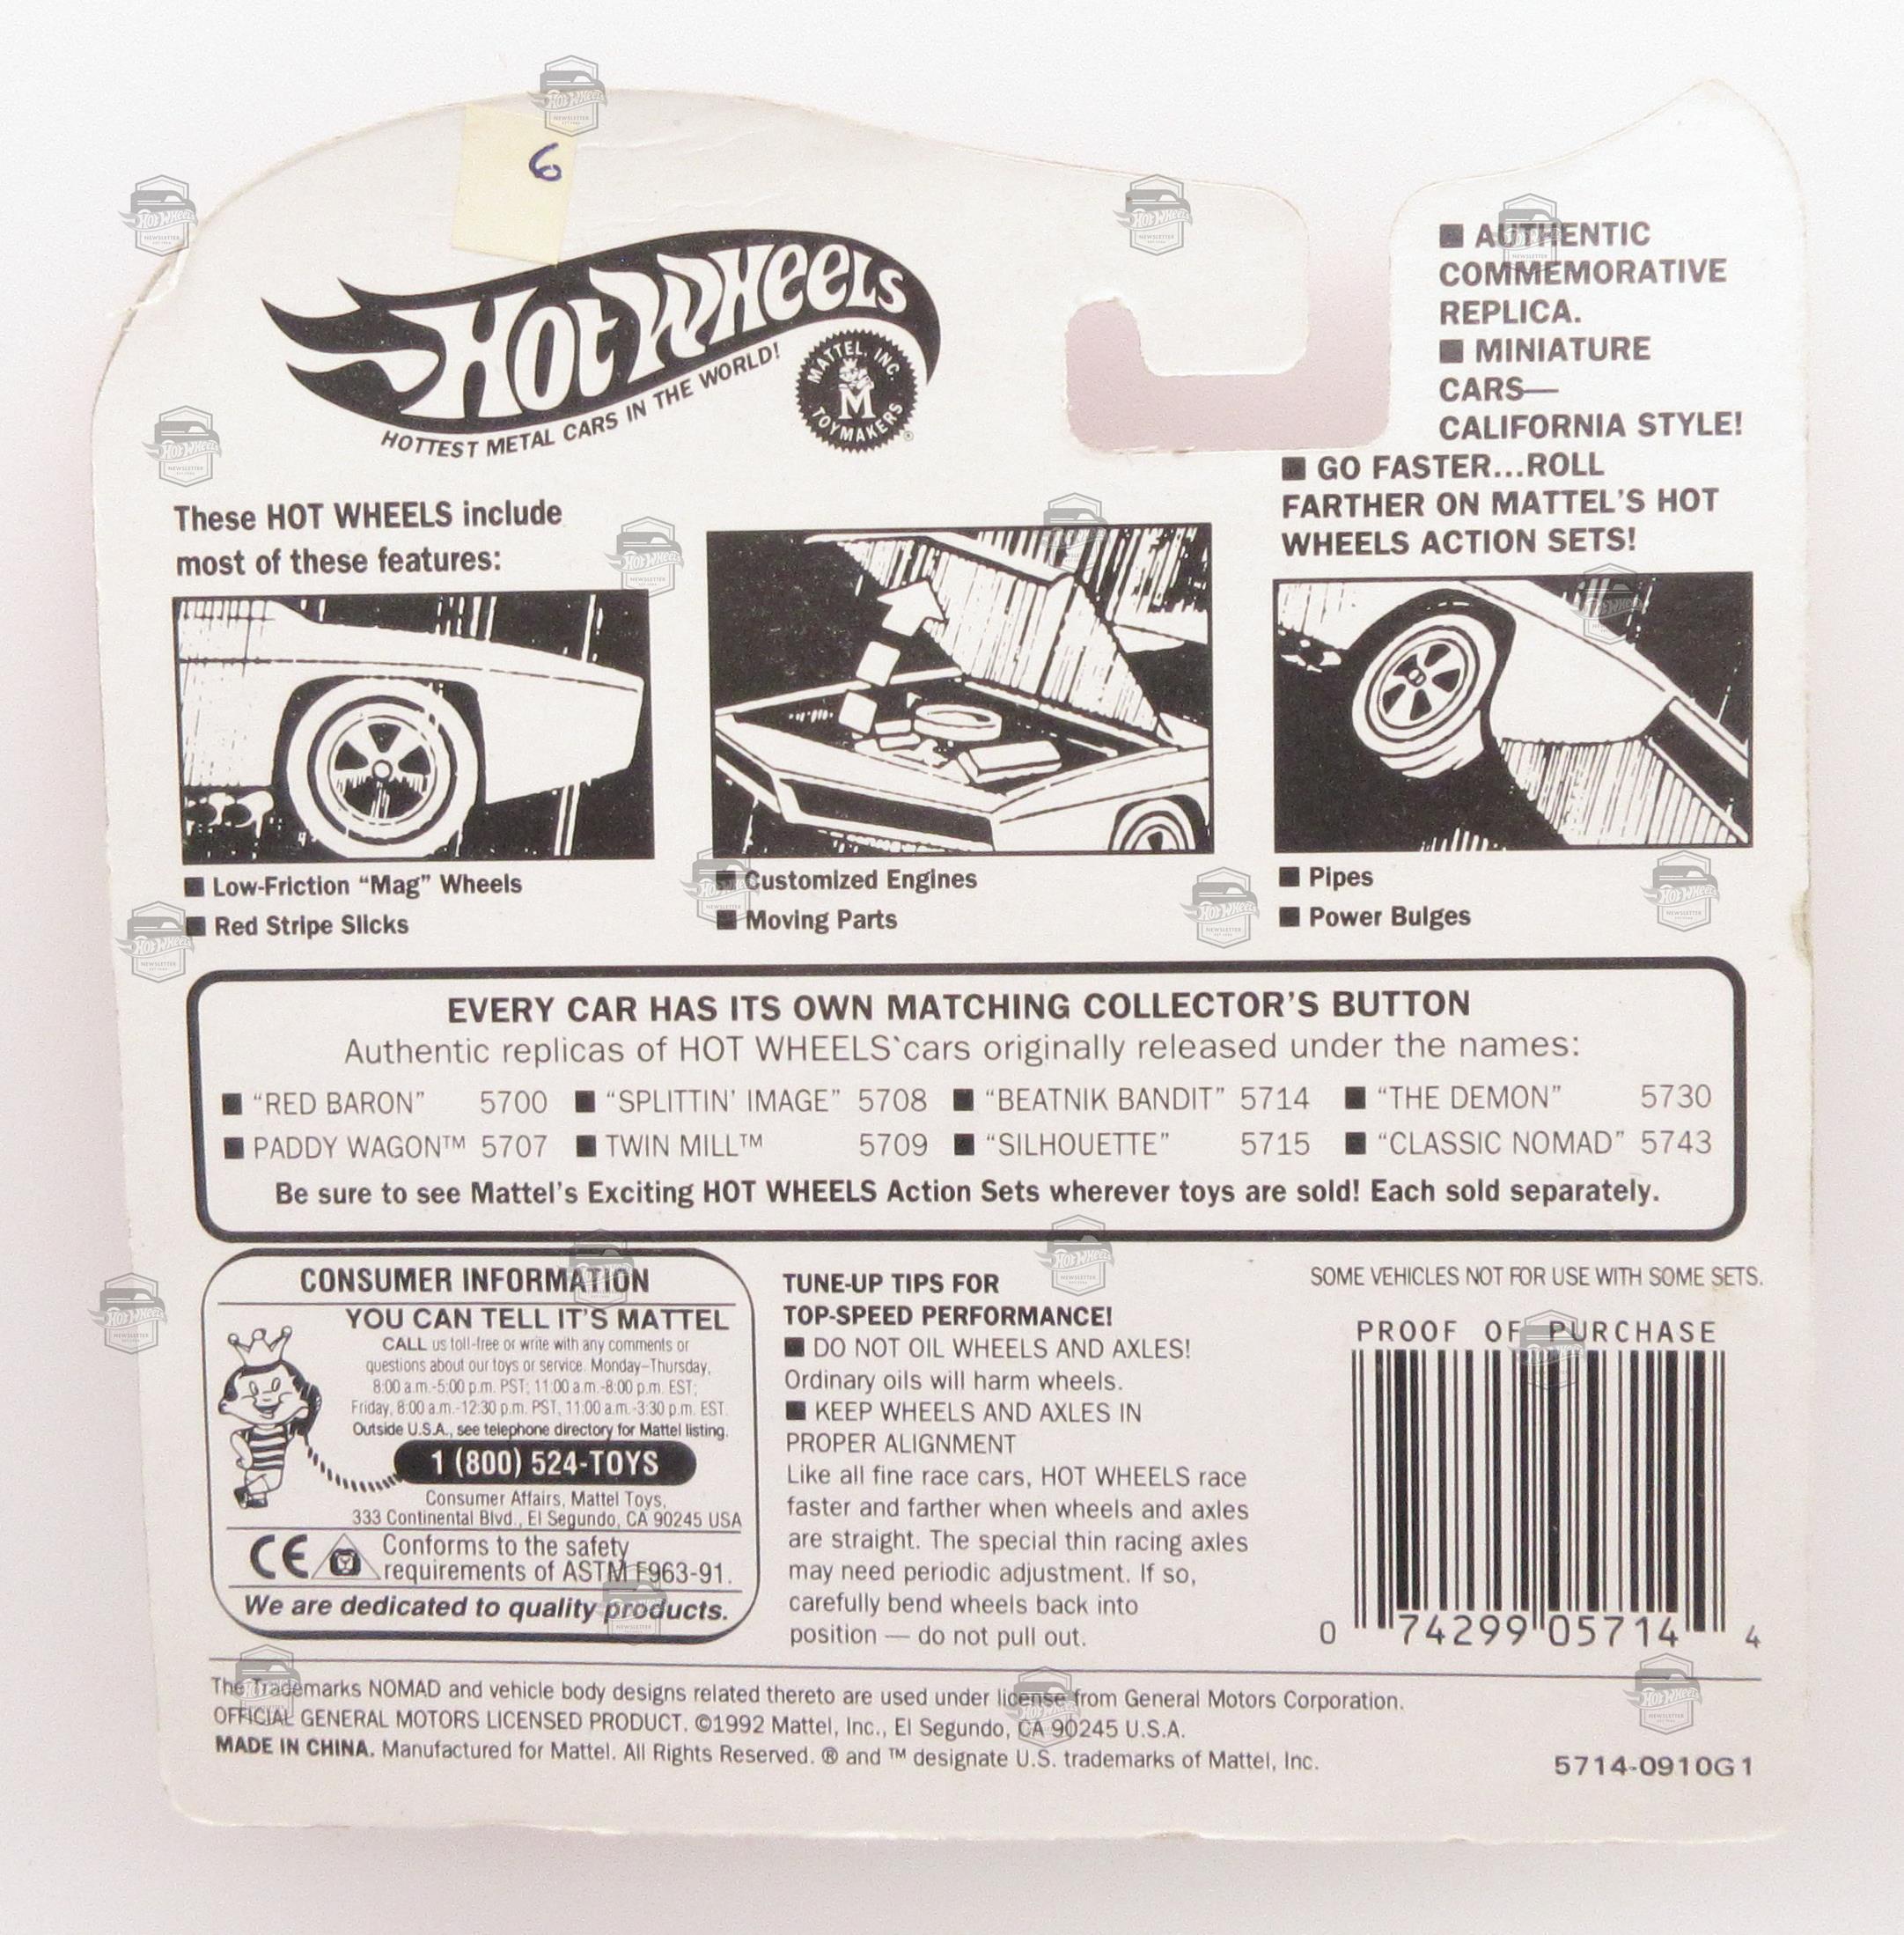 6
Hot Wheels
HOTTEST METAL CARS IN THE WORLD!
MATTEL, INC.
M
TOYMAKERS
®
■ AUTHENTIC
COMMEMORATIVE
REPLICA.
■ MINIATURE
CARS—
CALIFORNIA STYLE!
■ GO FASTER...ROLL
FARTHER ON MATTEL'S HOT
WHEELS ACTION SETS!
These HOT WHEELS include
most of these features:
■ Low-Friction “Mag” Wheels
■ Red Stripe Slicks
■ Customized Engines
■ Moving Parts
■ Pipes
■ Power Bulges
EVERY CAR HAS ITS OWN MATCHING COLLECTOR'S BUTTON
Authentic replicas of HOT WHEELS cars originally released under the names:
■ “RED BARON” 5700 ■ “SPLITTIN' IMAGE” 5708 ■ “BEATNIK BANDIT” 5714 ■ “THE DEMON” 5730
■ PADDY WAGON™ 5707 ■ TWIN MILL™ 5709 ■ “SILHOUETTE” 5715 ■ “CLASSIC NOMAD” 5743
Be sure to see Mattel's Exciting HOT WHEELS Action Sets wherever toys are sold! Each sold separately.
CONSUMER INFORMATION
YOU CAN TELL IT'S MATTEL
CALL us toll-free or write with any comments or
questions about our toys or service. Monday–Thursday,
8:00 a.m.-5:00 p.m. PST; 11:00 a.m.-8:00 p.m. EST;
Friday, 8:00 a.m.-12:30 p.m. PST, 11:00 a.m.-3:30 p.m. EST.
Outside U.S.A., see telephone directory for Mattel listing.
1 (800) 524-TOYS
Consumer Affairs, Mattel Toys,
333 Continental Blvd., El Segundo, CA 90245 USA
CE Conforms to the safety
requirements of ASTM F963-91.
We are dedicated to quality products.
TUNE-UP TIPS FOR
TOP-SPEED PERFORMANCE!
■ DO NOT OIL WHEELS AND AXLES!
Ordinary oils will harm wheels.
■ KEEP WHEELS AND AXLES IN
PROPER ALIGNMENT
Like all fine race cars, HOT WHEELS race
faster and farther when wheels and axles
are straight. The special thin racing axles
may need periodic adjustment. If so,
carefully bend wheels back into
position — do not pull out.
SOME VEHICLES NOT FOR USE WITH SOME SETS.
PROOF OF PURCHASE
0 74299 05714 4
The Trademarks NOMAD and vehicle body designs related thereto are used under license from General Motors Corporation.
OFFICIAL GENERAL MOTORS LICENSED PRODUCT. ©1992 Mattel, Inc., El Segundo, CA 90245 U.S.A.
MADE IN CHINA. Manufactured for Mattel. All Rights Reserved. ® and ™ designate U.S. trademarks of Mattel, Inc.
5714-0910G1